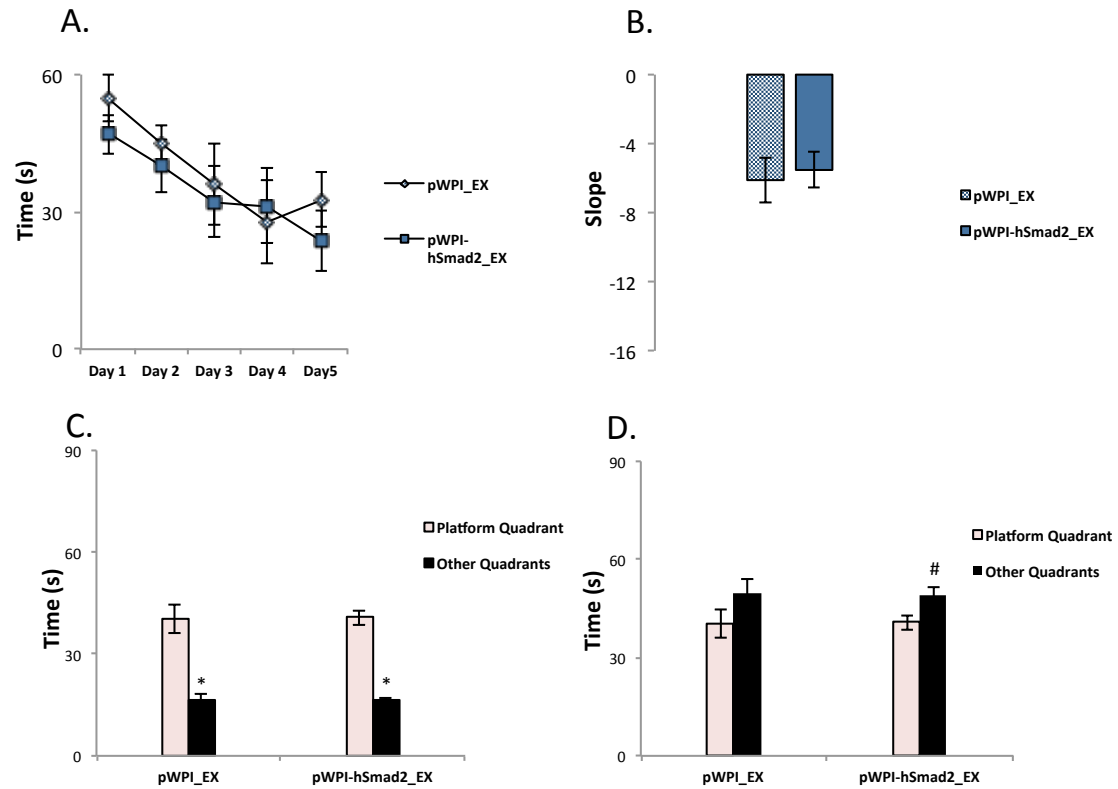 A.
60
30
0
Time (s)
Day 1 Day 2 Day 3 Day 4 Day5
pWPI_EX
pWPI-
hSmad2_EX
B.
0
-4
-8
-12
-16
Slope
pWPI_EX
pWPI-hSmad2_EX
C.
90
60
30
0
Time (s)
* *
pWPI_EX pWPI-hSmad2_EX
Platform Quadrant
Other Quadrants
D.
90
60
30
0
Time (s)
#
pWPI_EX pWPI-hSmad2_EX
Platform Quadrant
Other Quadrants